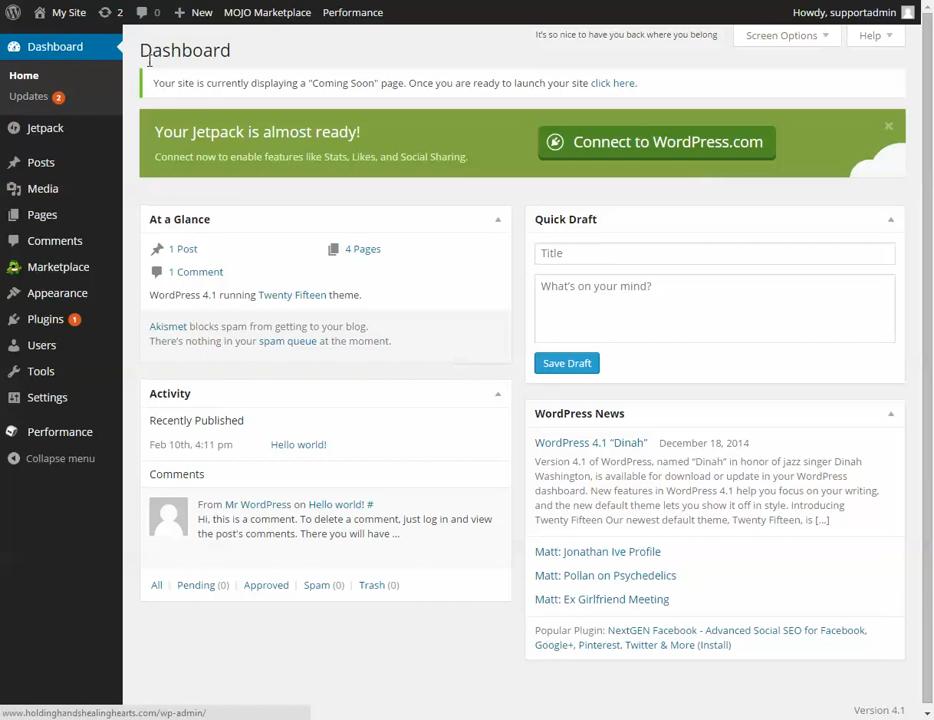 My Site 2 0 New MOJO Marketplace Performance Howdy, supportadmin
It's so nice to have you back where you belong Screen Options Help
Dashboard
Home
Updates 2
Jetpack
Posts
Media
Pages
Comments
Marketplace
Appearance
Plugins 1
Users
Tools
Settings
Performance
Collapse menu
Dashboard
Your site is currently displaying a "Coming Soon" page. Once you are ready to launch your site click here.
Your Jetpack is almost ready!
Connect now to enable features like Stats, Likes, and Social Sharing.
Connect to WordPress.com
At a Glance
1 Post 4 Pages
1 Comment
WordPress 4.1 running Twenty Fifteen theme.
Akismet blocks spam from getting to your blog.
There's nothing in your spam queue at the moment.
Activity
Recently Published
Feb 10th, 4:11 pm Hello world!
Comments
From Mr WordPress on Hello world! #
Hi, this is a comment. To delete a comment, just log in and view
the post's comments. There you will have ...
All | Pending (0) | Approved | Spam (0) | Trash (0)
Quick Draft
Title
What's on your mind?
Save Draft
WordPress News
WordPress 4.1 "Dinah" December 18, 2014
Version 4.1 of WordPress, named "Dinah" in honor of jazz singer Dinah
Washington, is available for download or update in your WordPress
dashboard. New features in WordPress 4.1 help you focus on your writing,
and the new default theme lets you show it off in style. Introducing
Twenty Fifteen Our newest default theme, Twenty Fifteen, is [...]
Matt: Jonathan Ive Profile
Matt: Pollan on Psychedelics
Matt: Ex Girlfriend Meeting
Popular Plugin: NextGEN Facebook - Advanced Social SEO for Facebook,
Google+, Pinterest, Twitter & More (Install)
www.holdinghandshealinghearts.com/wp-admin/
Version 4.1